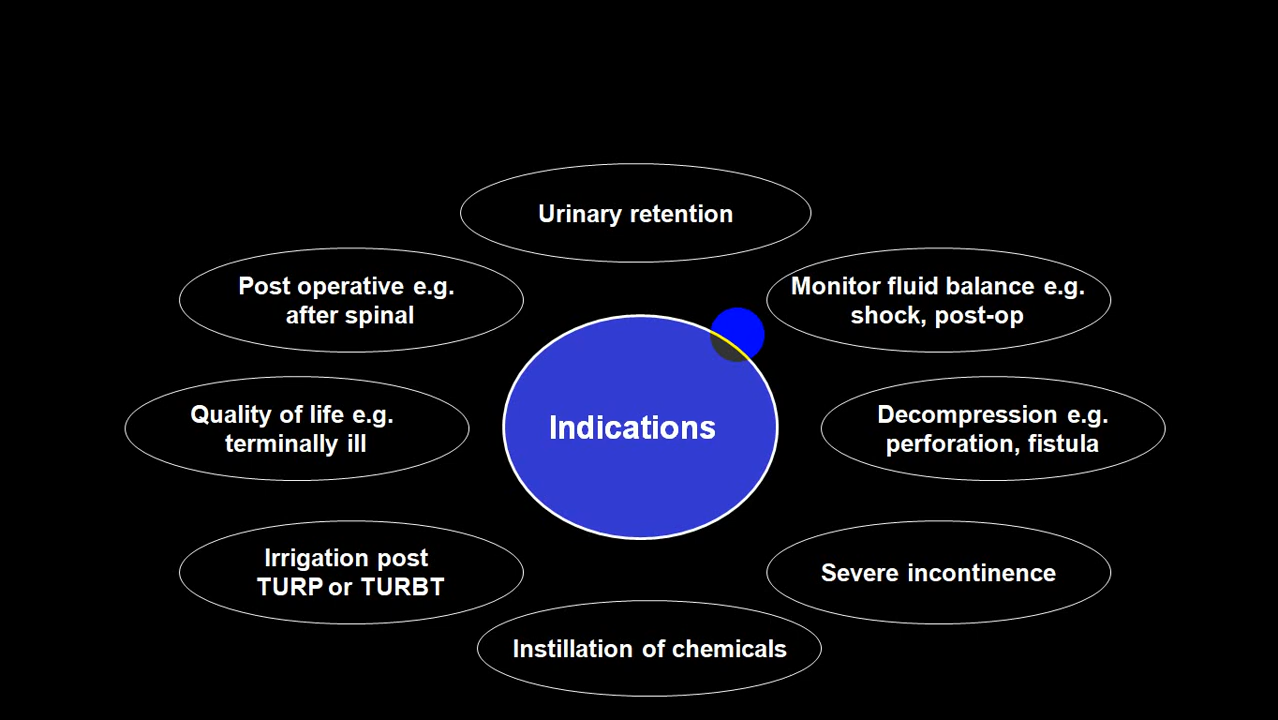 Urinary retention
Post operative e.g.
after spinal
Monitor fluid balance e.g.
shock, post-op
Quality of life e.g.
terminally ill
Indications
Decompression e.g.
perforation, fistula
Irrigation post
TURP or TURBT
Severe incontinence
Instillation of chemicals